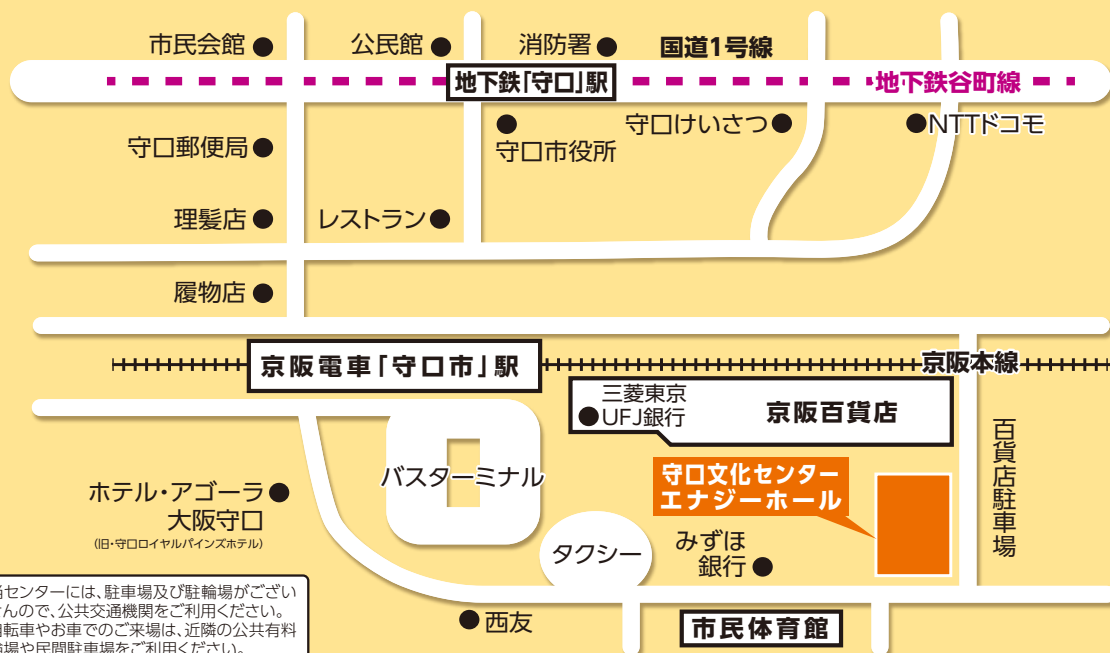 市民会館
公民館
消防署
国道1号線
地下鉄「守口」駅
地下鉄谷町線
守口郵便局
守口市役所
守口けいさつ
NTTドコモ
理髪店
レストラン
履物店
京阪電車「守口市」駅
京阪本線
三菱東京
UFJ銀行
京阪百貨店
百貨店駐車場
バスターミナル
守口文化センター
エナジーホール
ホテル・アゴーラ
大阪守口
(旧・守口ロイヤルパインズホテル)
タクシー
みずほ
銀行
西友
市民体育館
センターには、駐車場及び駐輪場がござい
んので、公共交通機関をご利用ください。
転車やお車でのご来場は、近隣の公共有料
場や民間駐車場をご利用ください。